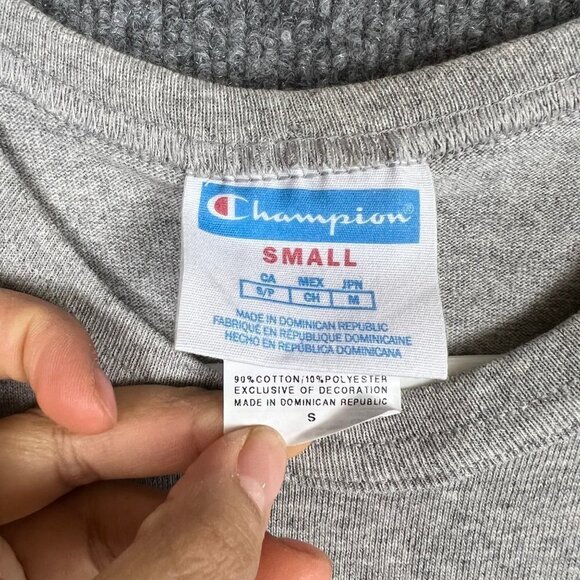 Champion®
SMALL
CA MEX JPN
S/P CH M
MADE IN DOMINICAN REPUBLIC
FABRIQUÉ EN RÉPUBLIQUE DOMINICAINE
HECHO EN REPÚBLICA DOMINICANA
90%COTTON/10%POLYESTER
EXCLUSIVE OF DECORATION
MADE IN DOMINICAN REPUBLIC
S